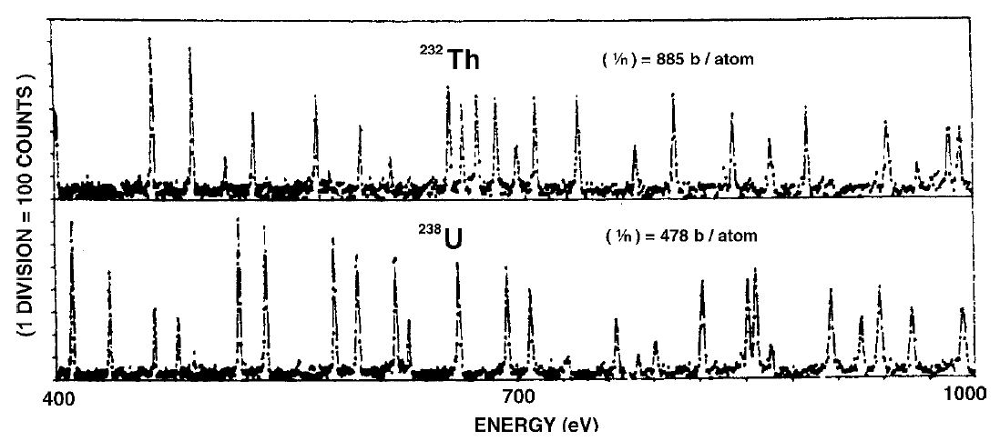 (1 DIVISION = 100 COUNTS)
232Th
(1/n) = 885 b/atom
238U
(1/n) = 478 b/atom
400 700 1000
ENERGY (eV)